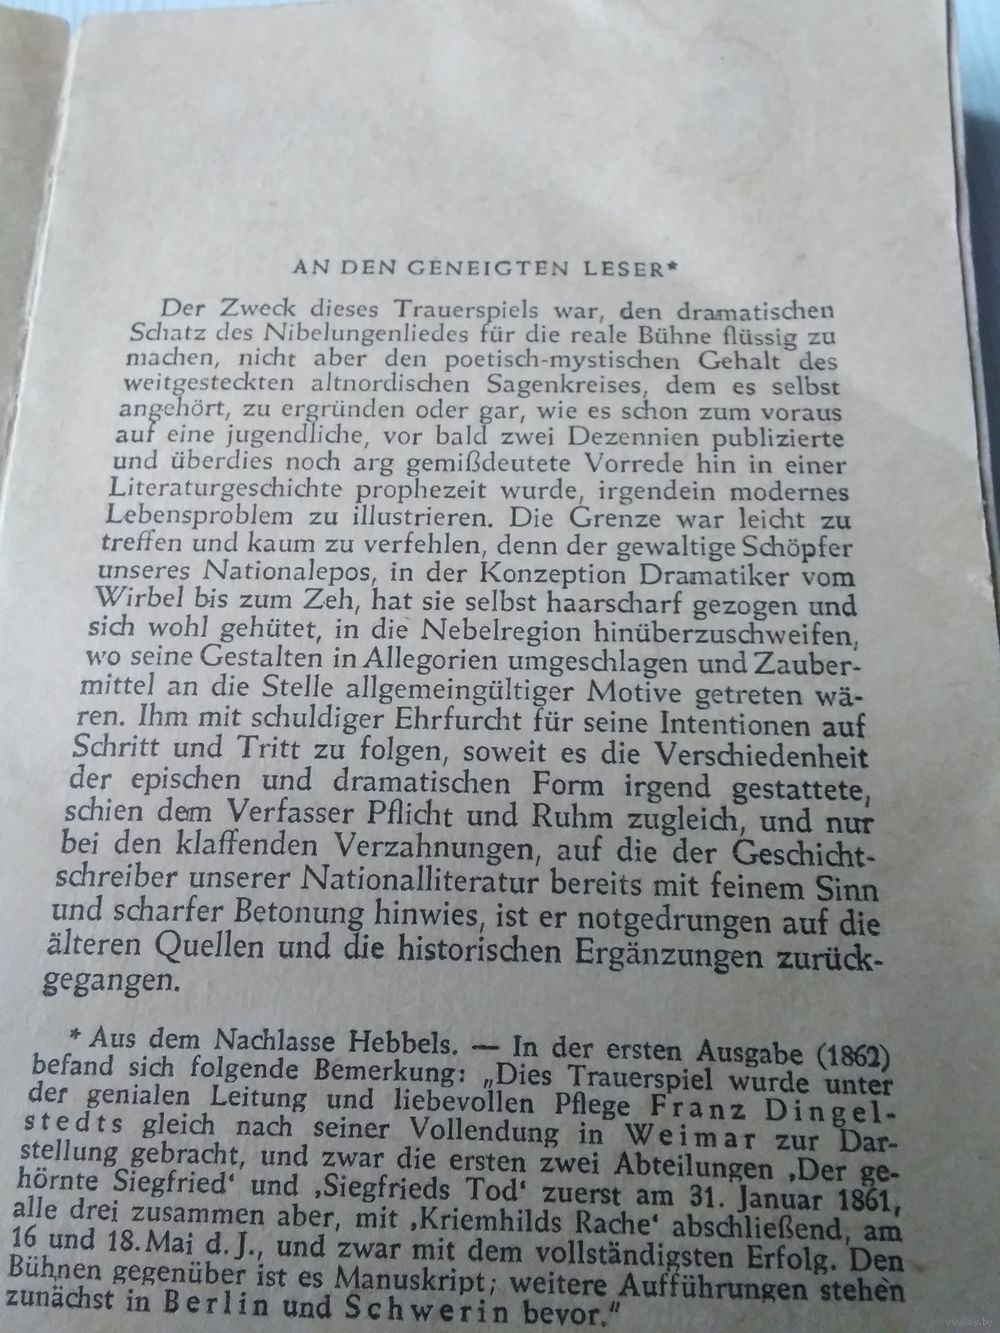 AN DEN GENEIGTEN LESER*
Der Zweck dieses Trauerspiels war, den dramatischen
Schatz des Nibelungenliedes für die reale Bühne flüssig zu
machen, nicht aber den poetisch-mystischen Gehalt des
weitgesteckten altnordischen Sagenkreises, dem es selbst
angehört, zu ergründen oder gar, wie es schon zum voraus
auf eine jugendliche, vor bald zwei Dezennien publizierte
und überdies noch arg gemißdeutete Vorrede hin in einer
Literaturgeschichte prophezeit wurde, irgendein modernes
Lebensproblem zu illustrieren. Die Grenze war leicht zu
treffen und kaum zu verfehlen, denn der gewaltige Schöpfer
unseres Nationalepos, in der Konzeption Dramatiker vom
Wirbel bis zum Zeh, hat sie selbst haarscharf gezogen und
sich wohl gehütet, in die Nebelregion hinüberzuschweifen,
wo seine Gestalten in Allegorien umgeschlagen und Zauber-
mittel an die Stelle allgemeingültiger Motive getreten wä-
ren. Ihm mit schuldiger Ehrfurcht für seine Intentionen auf
Schritt und Tritt zu folgen, soweit es die Verschiedenheit
der epischen und dramatischen Form irgend gestattete,
schien dem Verfasser Pflicht und Ruhm zugleich, und nur
bei den klaffenden Verzahnungen, auf die der Geschicht-
schreiber unserer Nationalliteratur bereits mit feinem Sinn
und scharfer Betonung hinwies, ist er notgedrungen auf die
älteren Quellen und die historischen Ergänzungen zurück-
gegangen.
* Aus dem Nachlasse Hebbels. — In der ersten Ausgabe (1862)
befand sich folgende Bemerkung: „Dies Trauerspiel wurde unter
der genialen Leitung und liebevollen Pflege Franz Dingel-
stedts gleich nach seiner Vollendung in Weimar zur Dar-
stellung gebracht, und zwar die ersten zwei Abteilungen ‚Der ge-
hörnte Siegfried‘ und ‚Siegfrieds Tod‘ zuerst am 31. Januar 1861,
alle drei zusammen aber, mit ‚Kriemhilds Rache‘ abschließend, am
16 und 18. Mai d. J., und zwar mit dem vollständigsten Erfolg. Den
Bühnen gegenüber ist es Manuskript; weitere Aufführungen stehen
zunächst in Berlin und Schwerin bevor.“
www.ay.by